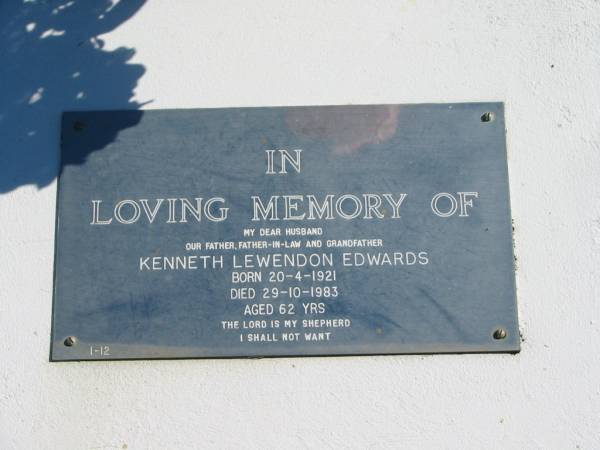 IN
LOVING MEMORY OF
MY DEAR HUSBAND
OUR FATHER, FATHER-IN-LAW AND GRANDFATHER
KENNETH LEWENDON EDWARDS
BORN 20-4-1921
DIED 29-10-1983
AGED 62 YRS
THE LORD IS MY SHEPHERD
I SHALL NOT WANT
1-12